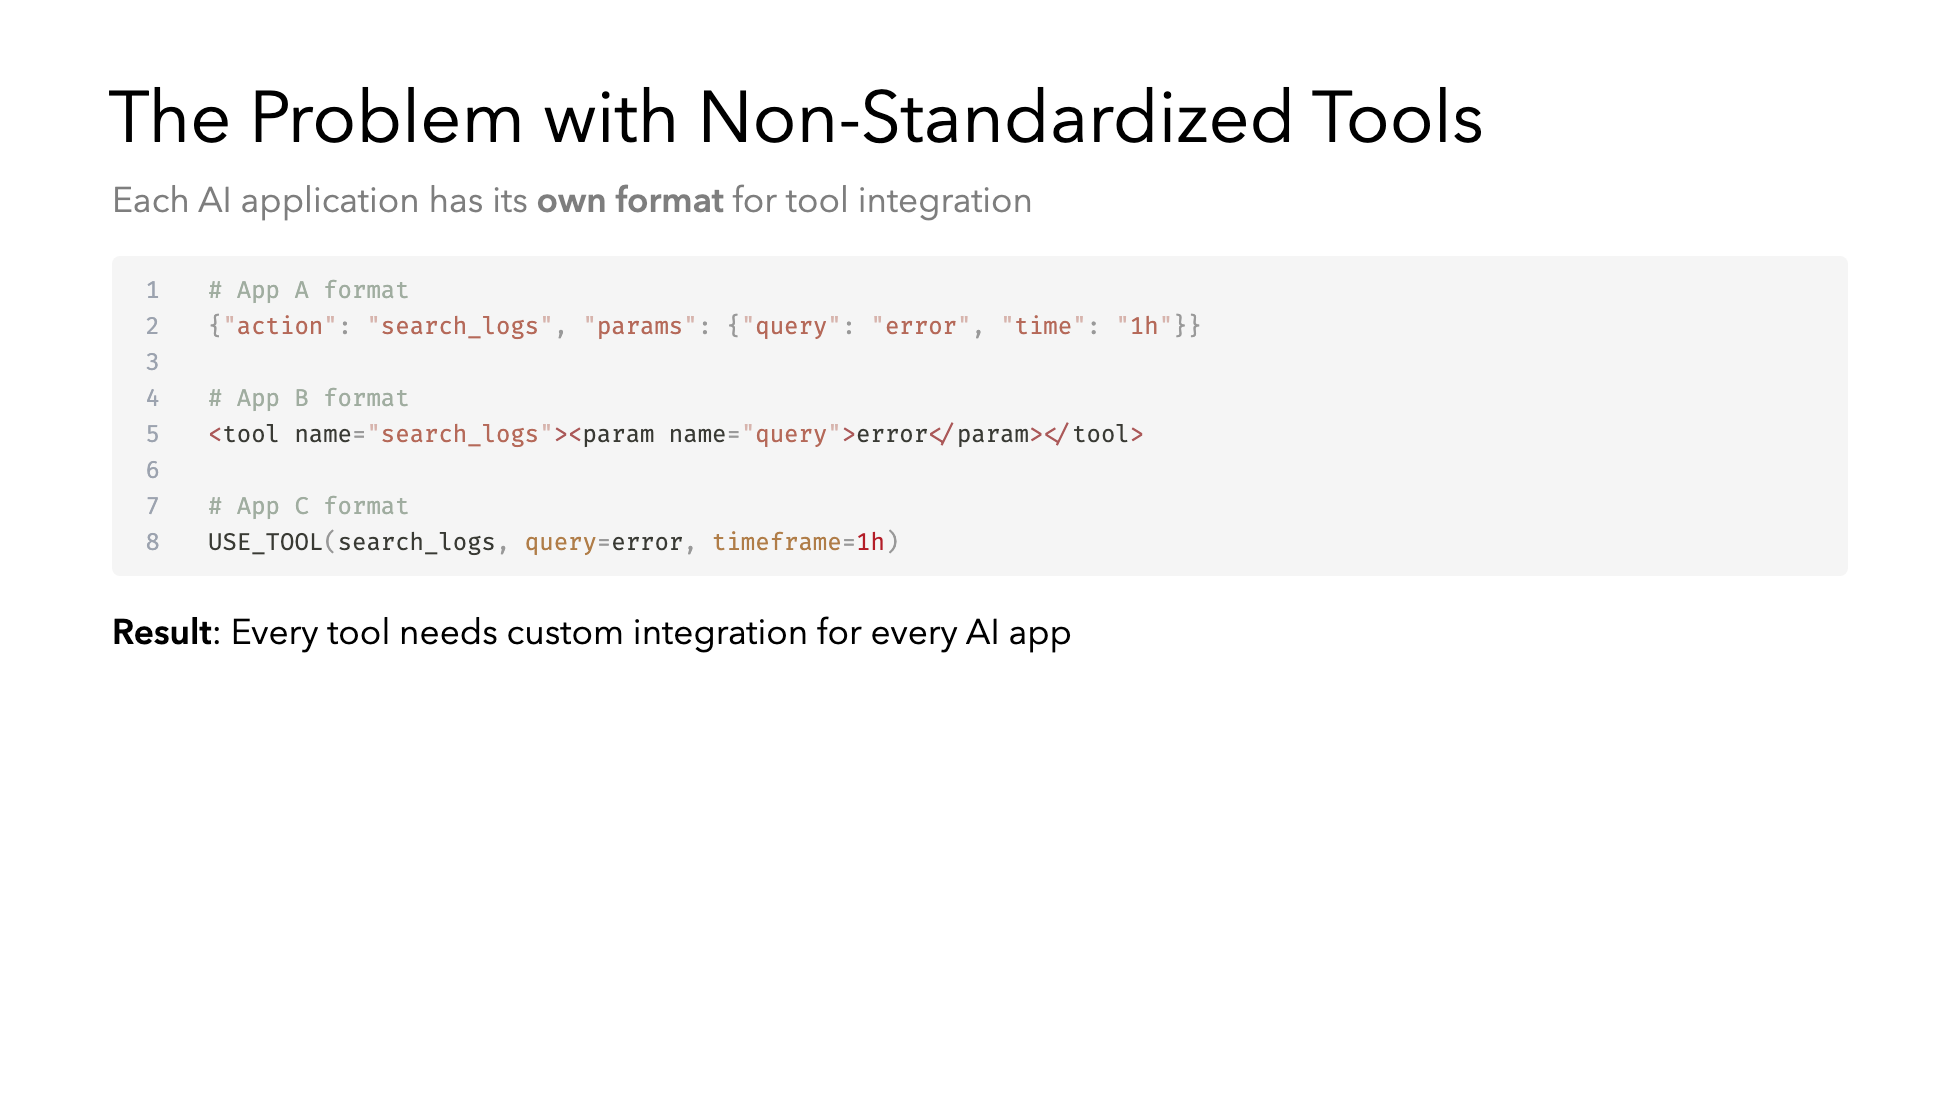 The Problem with Non-Standardized Tools
Each AI application has its own format for tool integration
1 # App A format
2 {"action": "search_logs", "params": {"query": "error", "time": "1h"}}
3
4 # App B format
5 <tool name="search_logs"><param name="query">error</param></tool>
6
7 # App C format
8 USE_TOOL(search_logs, query=error, timeframe=1h)
Result: Every tool needs custom integration for every AI app